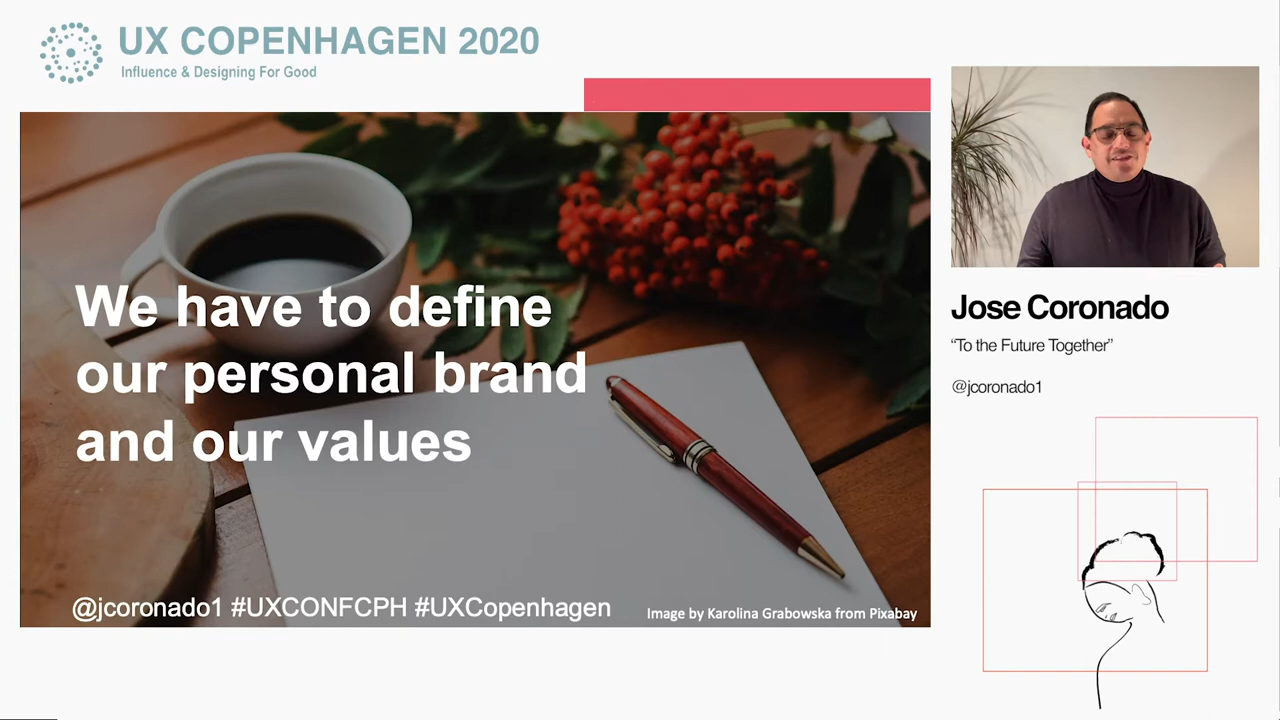 UX COPENHAGEN 2020
Influence & Designing For Good
We have to define
our personal brand
and our values
@jcoronado1 #UXCONFCPH #UXCopenhagen
Image by Karolina Grabowska from Pixabay
Jose Coronado
“To the Future Together”
@jcoronado1